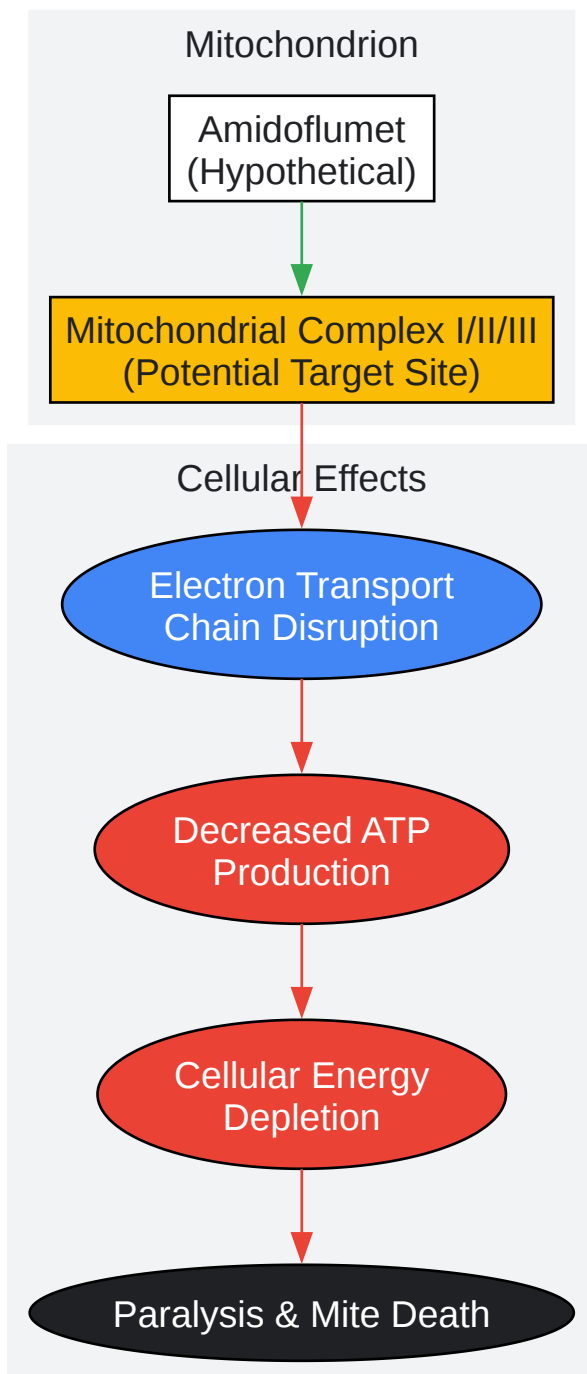 Mitochondrion
Amidoflumet
(Hypothetical)
Mitochondrial Complex I/II/III
(Potential Target Site)
Cellular Effects
Electron Transport
Chain Disruption
Decreased ATP
Production
Cellular Energy
Depletion
Paralysis & Mite Death